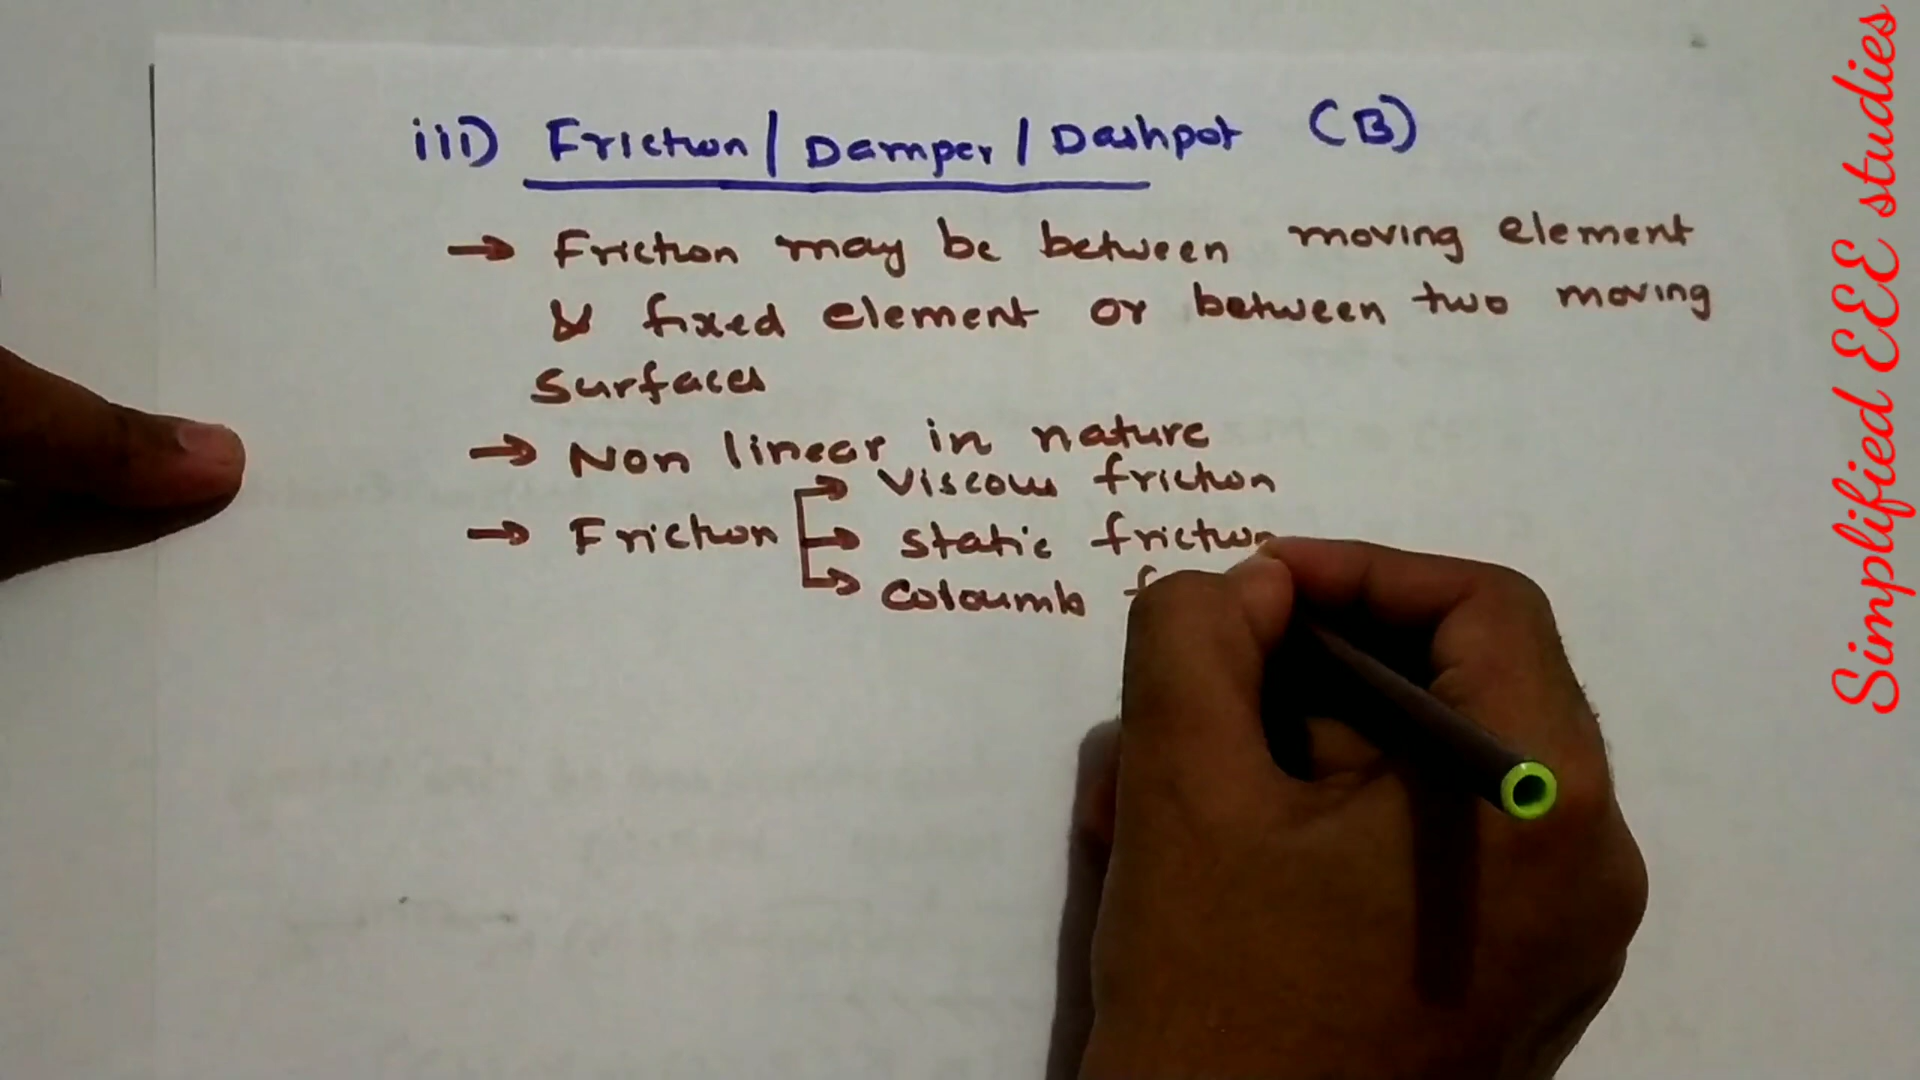 iii) Friction / Damper / Dashpot (B)
→ Friction may be between moving element
& fixed element or between two moving
Surfaces
→ Non linear in nature
→ Viscous friction
→ Friction → static friction
→ Coloumb f
Simplified EEE studies